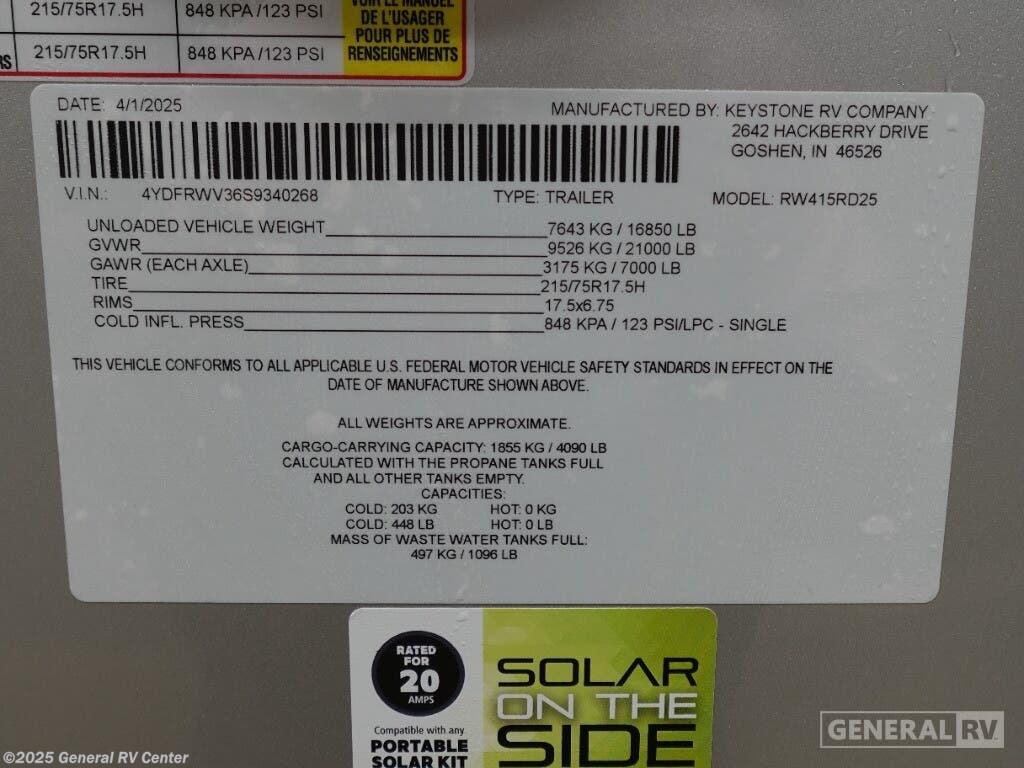 215/75R17.5H 848 KPA /123 PSI
VOIR LE MANUEL
DE L'USAGER
POUR PLUS DE
RENSEIGNEMENTS
RS 215/75R17.5H 848 KPA /123 PSI
DATE: 4/1/2025 MANUFACTURED BY: KEYSTONE RV COMPANY
2642 HACKBERRY DRIVE
GOSHEN, IN 46526
V.I.N.: 4YDFRWV36S9340268 TYPE: TRAILER MODEL: RW415RD25
UNLOADED VEHICLE WEIGHT 7643 KG / 16850 LB
GVWR 9526 KG / 21000 LB
GAWR (EACH AXLE) 3175 KG / 7000 LB
TIRE 215/75R17.5H
RIMS 17.5x6.75
COLD INFL. PRESS 848 KPA / 123 PSI/LPC - SINGLE
THIS VEHICLE CONFORMS TO ALL APPLICABLE U.S. FEDERAL MOTOR VEHICLE SAFETY STANDARDS IN EFFECT ON THE
DATE OF MANUFACTURE SHOWN ABOVE.
ALL WEIGHTS ARE APPROXIMATE.
CARGO-CARRYING CAPACITY: 1855 KG / 4090 LB
CALCULATED WITH THE PROPANE TANKS FULL
AND ALL OTHER TANKS EMPTY.
CAPACITIES:
COLD: 203 KG HOT: 0 KG
COLD: 448 LB HOT: 0 LB
MASS OF WASTE WATER TANKS FULL:
497 KG / 1096 LB
RATED
FOR
20
AMPS
Compatible with any
PORTABLE
SOLAR KIT
SOLAR
ON THE
SIDE
GENERAL RV
©2025 General RV Center